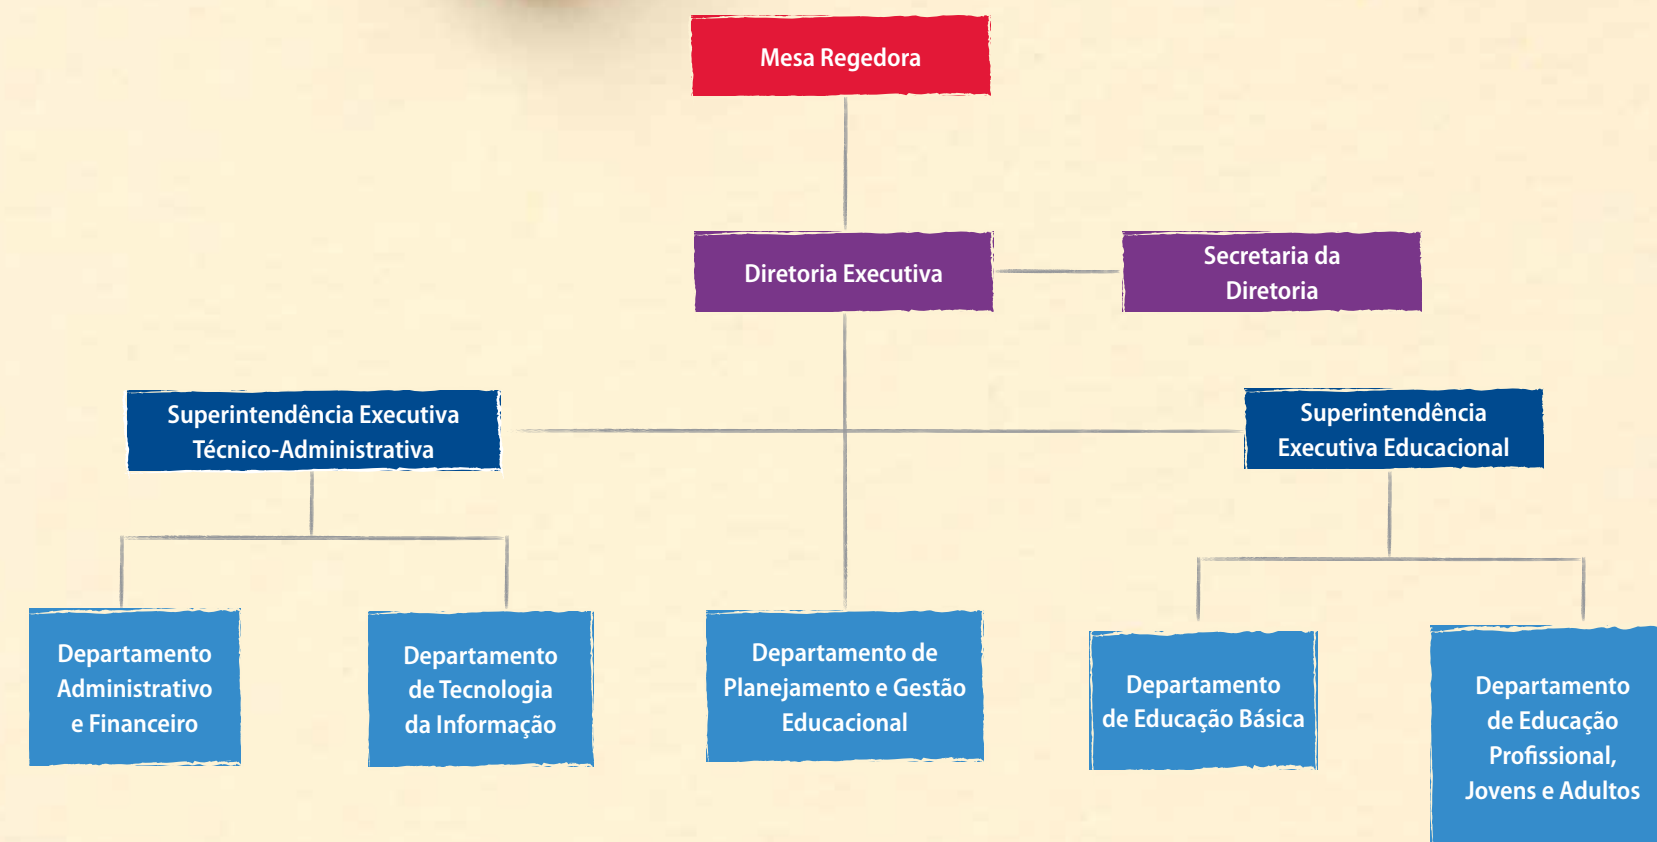 Mesa Regedora
Diretoria Executiva
Secretaria da
Diretoria
Superintendência Executiva
Técnico-Administrativa
Superintendência
Executiva Educacional
Departamento
Administrativo
e Financeiro
Departamento
de Tecnologia
da Informação
Departamento de
Planejamento e Gestão
Educacional
Departamento
de Educação Básica
Departamento
de Educação
Profissional,
Jovens e Adultos